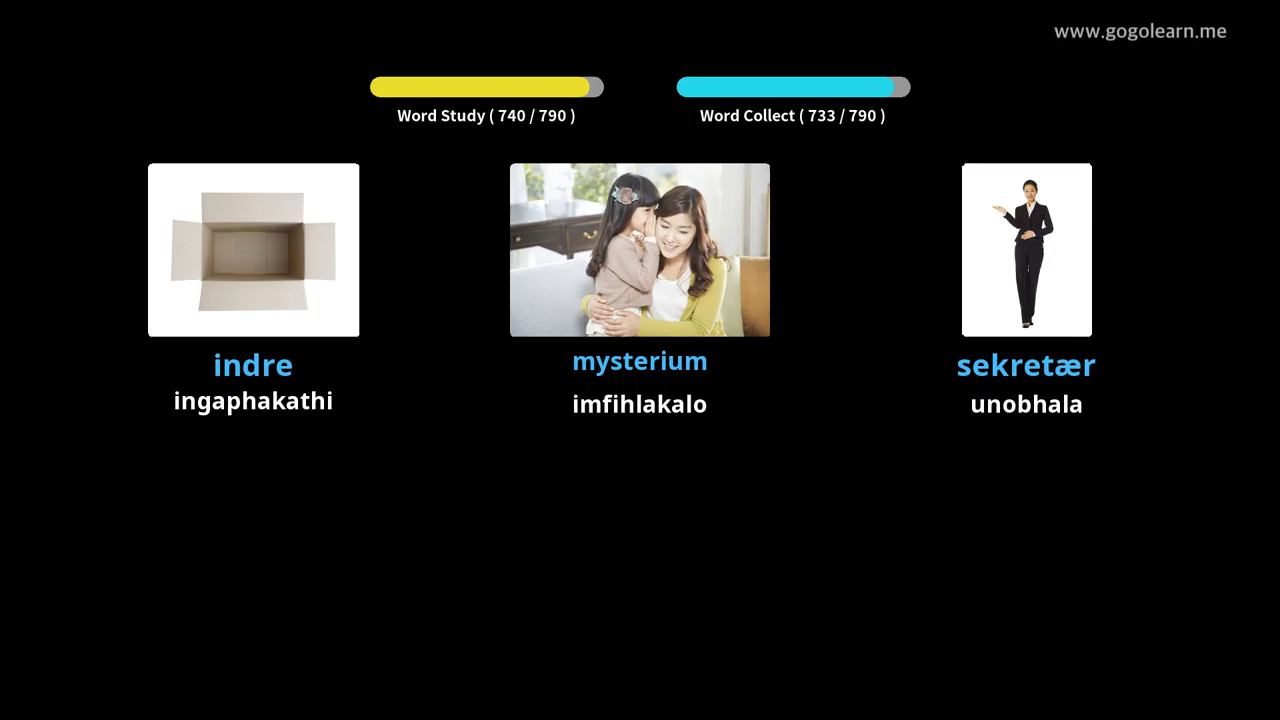 www.gogolearn.me
Word Study ( 740 / 790 )
Word Collect ( 733 / 790 )
indre
ingaphakathi
mysterium
imfihlakalo
sekretær
unobhala